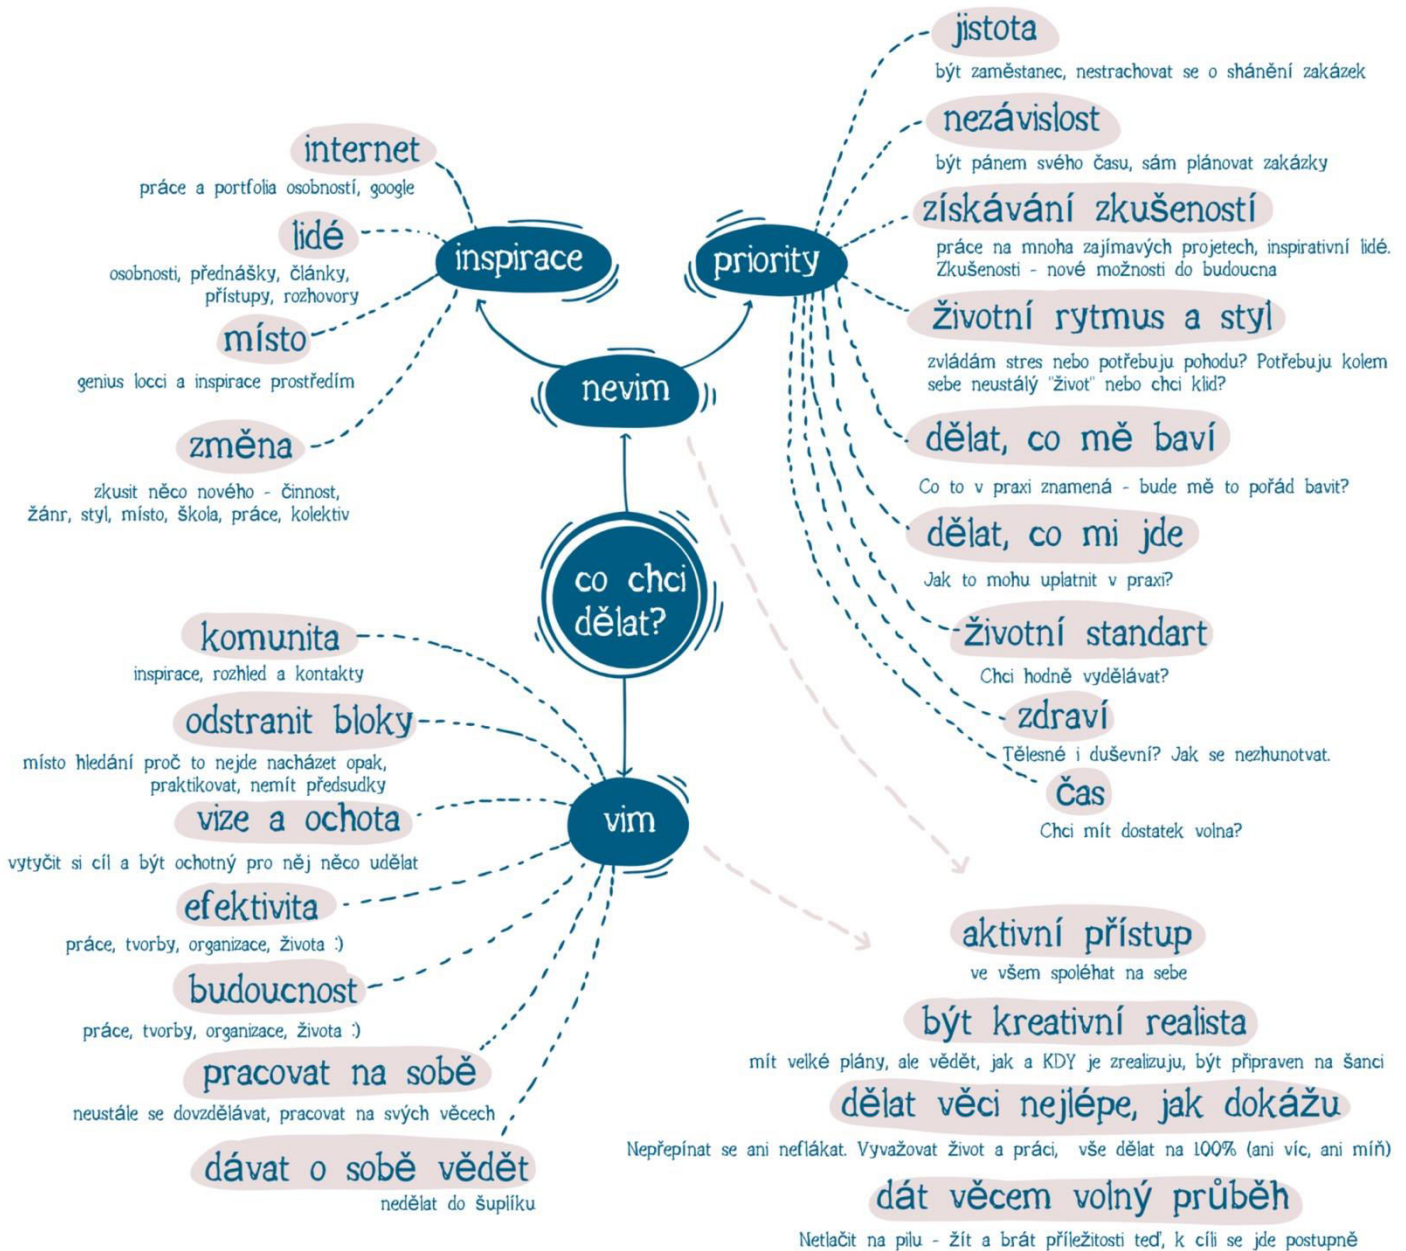 co chci
dělat?
nevim
inspirace
internet
práce a portfolia osobností, google
lidé
osobnosti, přednášky, články,
přístupy, rozhovory
místo
genius locci a inspirace prostředím
změna
zkusit něco nového - činnost,
žánr, styl, místo, škola, práce, kolektiv
priority
jistota
být zaměstanec, nestrachovat se o shánění zakázek
nezávislost
být pánem svého času, sám plánovat zakázky
získávání zkušeností
práce na mnoha zajímavých projetech, inspirativní lidé.
Zkušenosti - nové možnosti do budoucna
životní rytmus a styl
zvládám stres nebo potřebuju pohodu? Potřebuju kolem
sebe neustálý "život" nebo chci klid?
dělat, co mě baví
Co to v praxi znamená - bude mě to pořád bavit?
dělat, co mi jde
Jak to mohu uplatnit v praxi?
životní standart
Chci hodně vydělávat?
zdraví
Tělesné i duševní? Jak se nezhunotvat.
čas
Chci mít dostatek volna?
vim
komunita
inspirace, rozhled a kontakty
odstranit bloky
místo hledání proč to nejde nacházet opak,
praktikovat, nemít předsudky
vize a ochota
vytyčit si cíl a být ochotný pro něj něco udělat
efektivita
práce, tvorby, organizace, života :)
budoucnost
práce, tvorby, organizace, života :)
pracovat na sobě
neustále se dovzdělávat, pracovat na svých věcech
dávat o sobě vědět
nedělat do šuplíku
aktivní přístup
ve všem spoléhat na sebe
být kreativní realista
mít velké plány, ale vědět, jak a KDY je zrealizuju, být připraven na šanci
dělat věci nejlépe, jak dokážu
Nepřepínat se ani neflákat. Vyvažovat život a práci, vše dělat na 100% (ani víc, ani míň)
dát věcem volný průběh
Netlačit na pilu - žít a brát příležitosti teď, k cíli se jde postupně